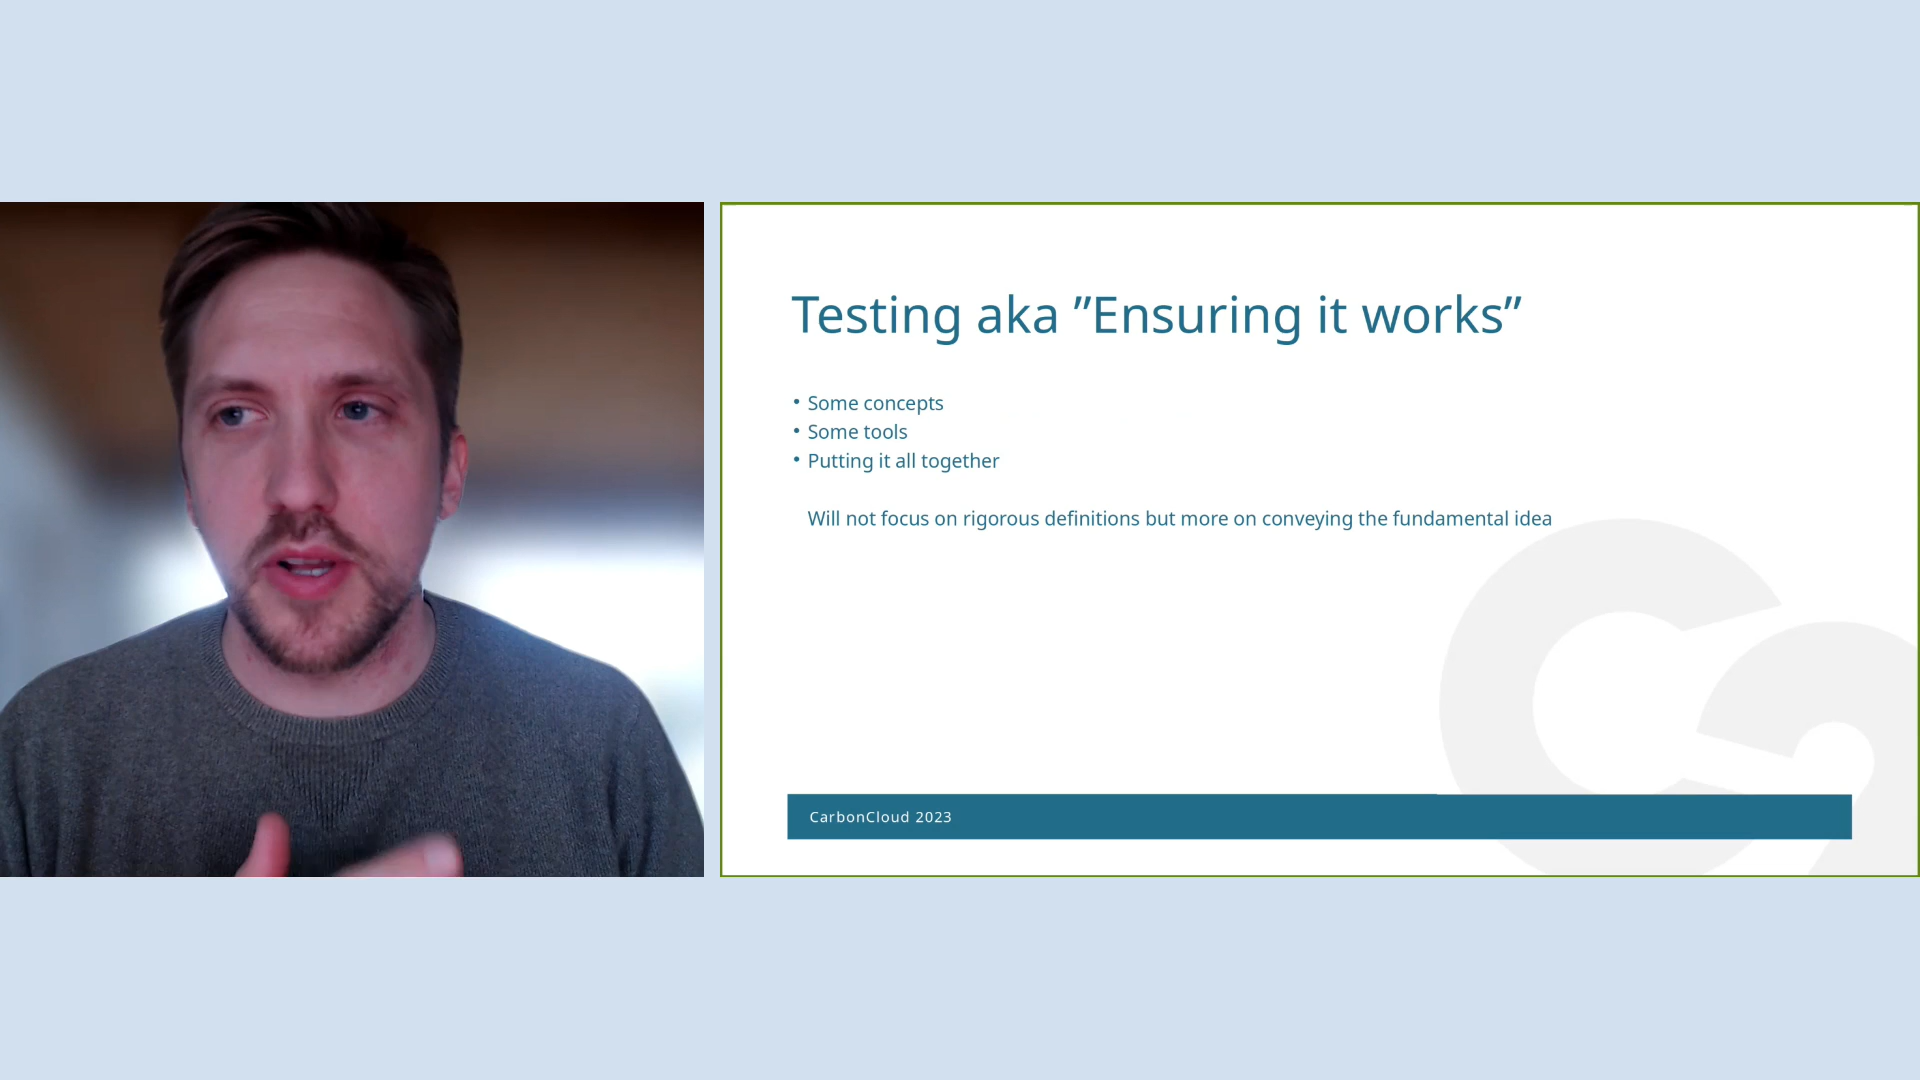 Testing aka ”Ensuring it works”
• Some concepts
• Some tools
• Putting it all together
Will not focus on rigorous definitions but more on conveying the fundamental idea
CarbonCloud 2023